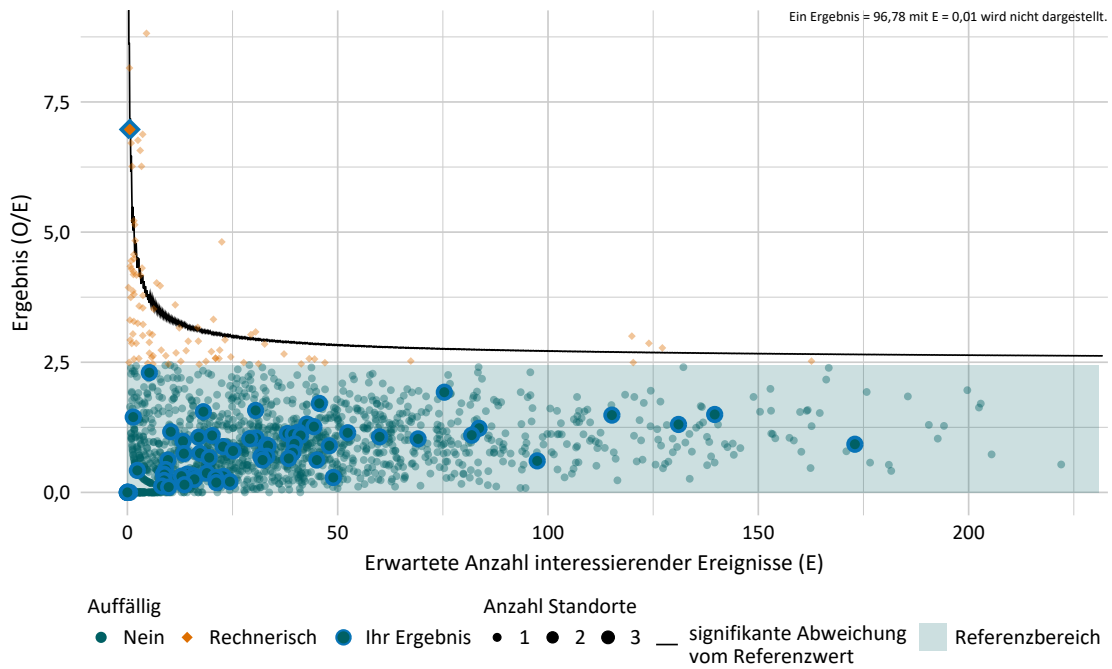 Ein Ergebnis = 96,78 mit E = 0,01 wird nicht dargestellt.
7,5
5,0
2,5
0,0
Ergebnis (O/E)
0
50
100
150
200
Erwartete Anzahl interessierender Ereignisse (E)
Auffällig
Nein
Rechnerisch
Ihr Ergebnis
Anzahl Standorte
1
2
3
signifikante Abweichung
vom Referenzwert
Referenzbereich